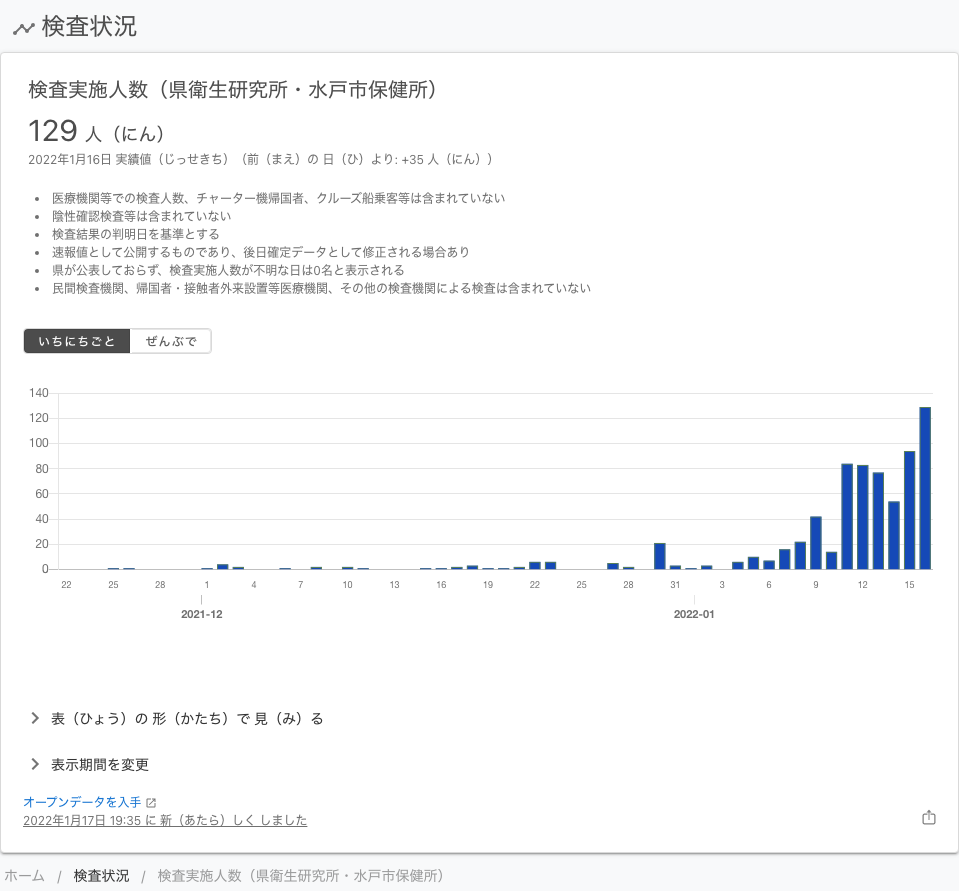 検査状況
検査実施人数（県衛生研究所・水戸市保健所）
129 人（にん）
2022年1月16日 実績値（じっせきち）（前（まえ）の 日（ひ）より: +35 人（にん））
• 医療機関等での検査人数、チャーター機帰国者、クルーズ船乗客等は含まれていない
• 陰性確認検査等は含まれていない
• 検査結果の判明日を基準とする
• 速報値として公開するものであり、後日確定データとして修正される場合あり
• 県が公表しておらず、検査実施人数が不明な日は0名と表示される
• 民間検査機関、帰国者・接触者外来設置等医療機関、その他の検査機関による検査は含まれていない
いちにちごと ぜんぶで
140
120
100
80
60
40
20
0
22 25 28 1 4 7 10 13 16 19 22 25 28 31 3 6 9 12 15
2021-12 2022-01
表（ひょう）の 形（かたち）で 見（み）る
表示期間を変更
オープンデータを入手
2022年1月17日 19:35 に 新（あたら）しく しました
ホーム / 検査状況 / 検査実施人数（県衛生研究所・水戸市保健所）